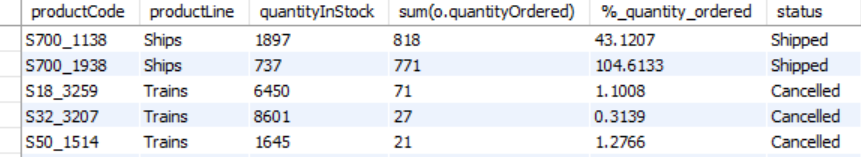 productCode productLine quantityInStock sum(o.quantityOrdered) %_quantity_ordered status
S700_1138 Ships 1897 818 43.1207 Shipped
S700_1938 Ships 737 771 104.6133 Shipped
S18_3259 Trains 6450 71 1.1008 Cancelled
S32_3207 Trains 8601 27 0.3139 Cancelled
S50_1514 Trains 1645 21 1.2766 Cancelled